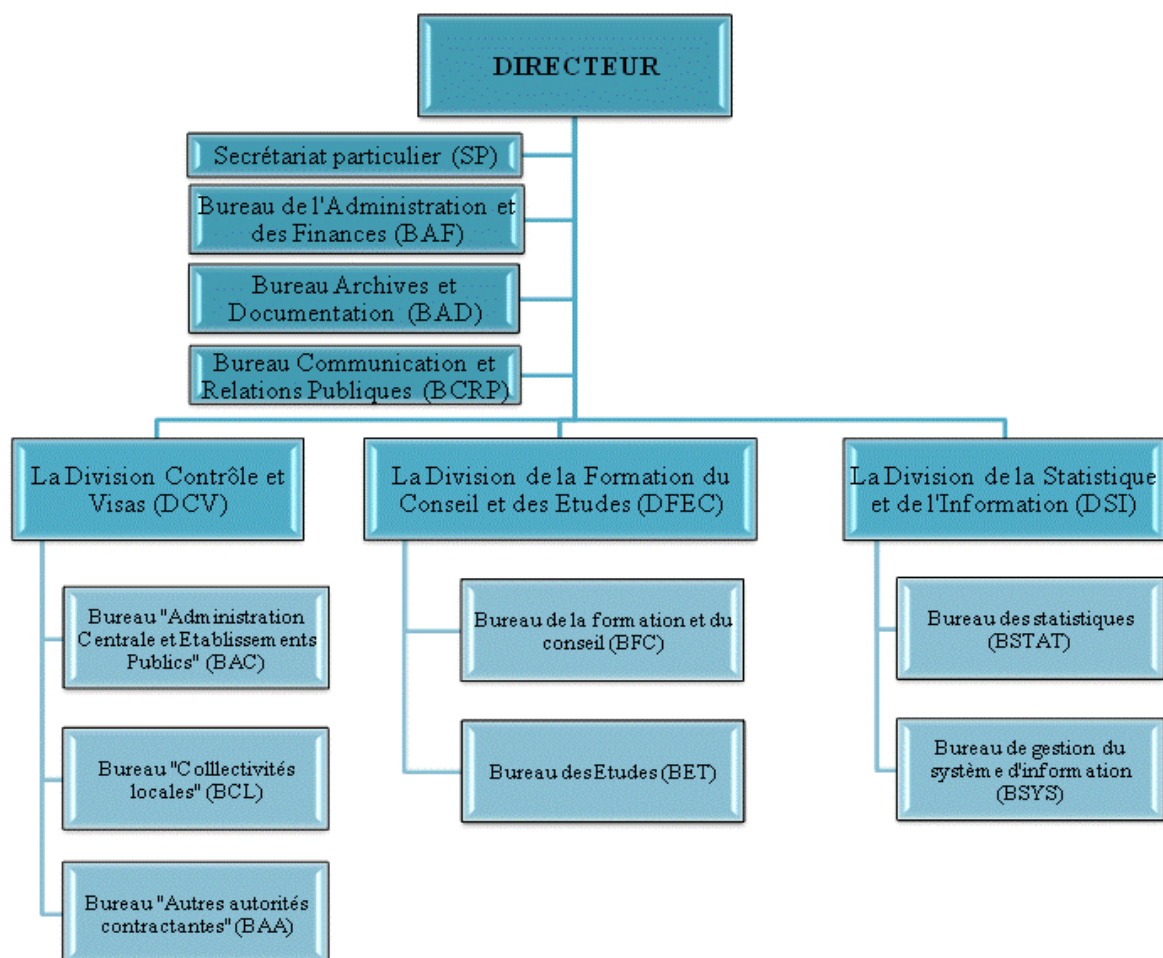 DIRECTEUR
Secrétariat particulier (SP)
Bureau de l'Administration et
des Finances (BAF)
Bureau Archives et
Documentation (BAD)
Bureau Communication et
Relations Publiques (BCRP)
La Division Contrôle et
Visas (DCV)
Bureau "Administration
Centrale et Etablissements
Publics" (BAC)
Bureau "Colllectivités
locales" (BCL)
Bureau "Autres autorités
contractantes" (BAA)
La Division de la Formation du
Conseil et des Etudes (DFEC)
Bureau de la formation et du
conseil (BFC)
Bureau des Etudes (BET)
La Division de la Statistique
et de l'Information (DSI)
Bureau des statistiques
(BSTAT)
Bureau de gestion du
système d'information
(BSYS)